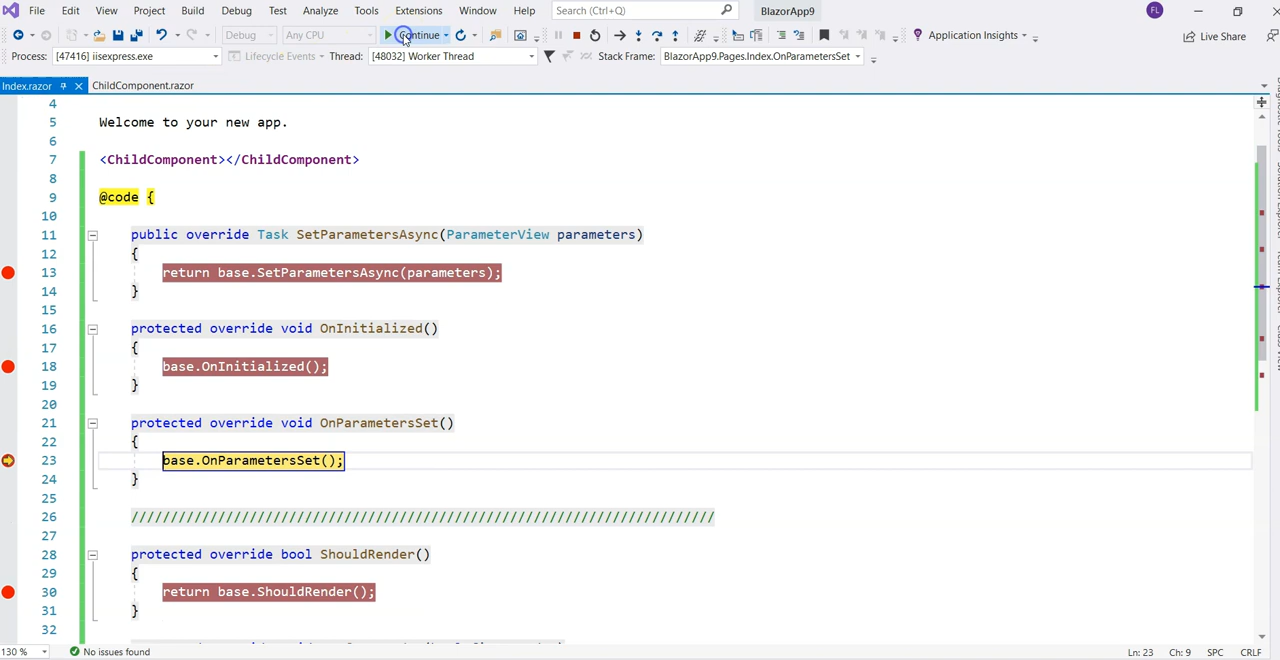 File Edit View Project Build Debug Test Analyze Tools Extensions Window Help Search (Ctrl+Q) BlazorApp9 FL
Debug Any CPU Continue Application Insights Live Share
Process: [47416] iisexpress.exe Lifecycle Events Thread: [48032] Worker Thread Stack Frame: BlazorApp9.Pages.Index.OnParametersSet
Index.razor ChildComponent.razor
4
5 Welcome to your new app.
6
7 <ChildComponent></ChildComponent>
8
9 @code {
10
11 public override Task SetParametersAsync(ParameterView parameters)
12 {
13 return base.SetParametersAsync(parameters);
14 }
15
16 protected override void OnInitialized()
17 {
18 base.OnInitialized();
19 }
20
21 protected override void OnParametersSet()
22 {
23 base.OnParametersSet();
24 }
25
26 //////////////////////////////////////////////////////////////////////////
27
28 protected override bool ShouldRender()
29 {
30 return base.ShouldRender();
31 }
32
130 % No issues found Ln: 23 Ch: 9 SPC CRLF